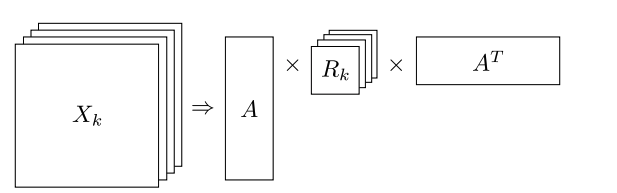 X_k ⇒ A × R_k × A^T